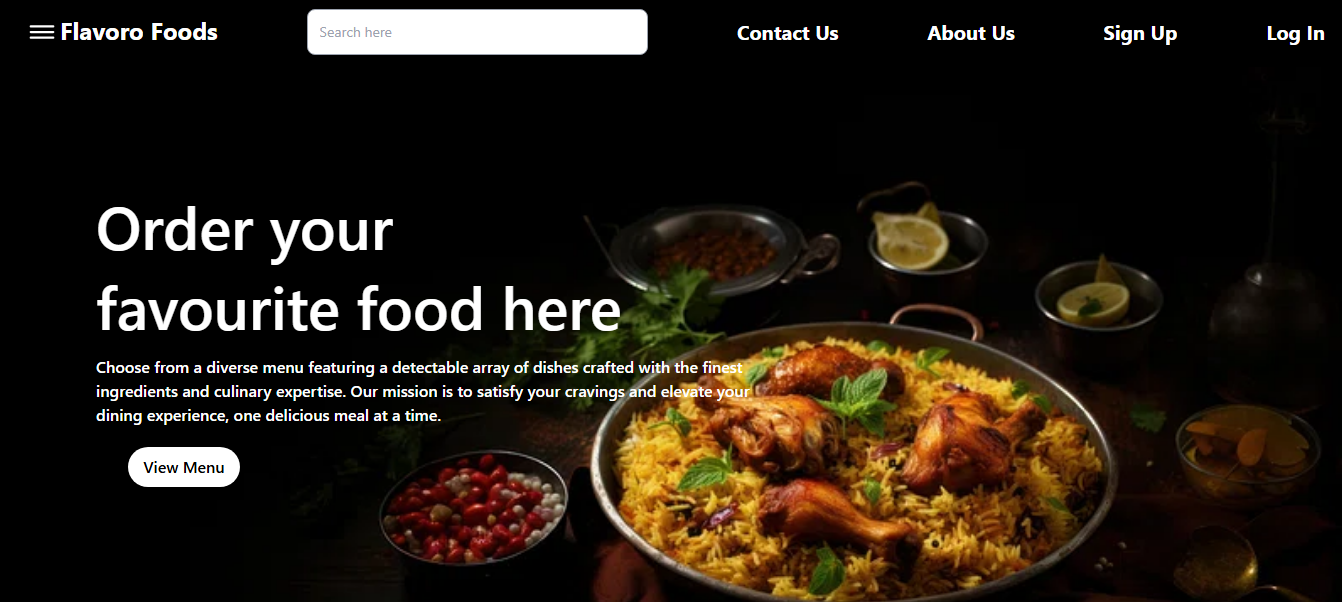 Flavoro Foods
Search here
Contact Us
About Us
Sign Up
Log In
Order your
favourite food here
Choose from a diverse menu featuring a detectable array of dishes crafted with the finest
ingredients and culinary expertise. Our mission is to satisfy your cravings and elevate your
dining experience, one delicious meal at a time.
View Menu